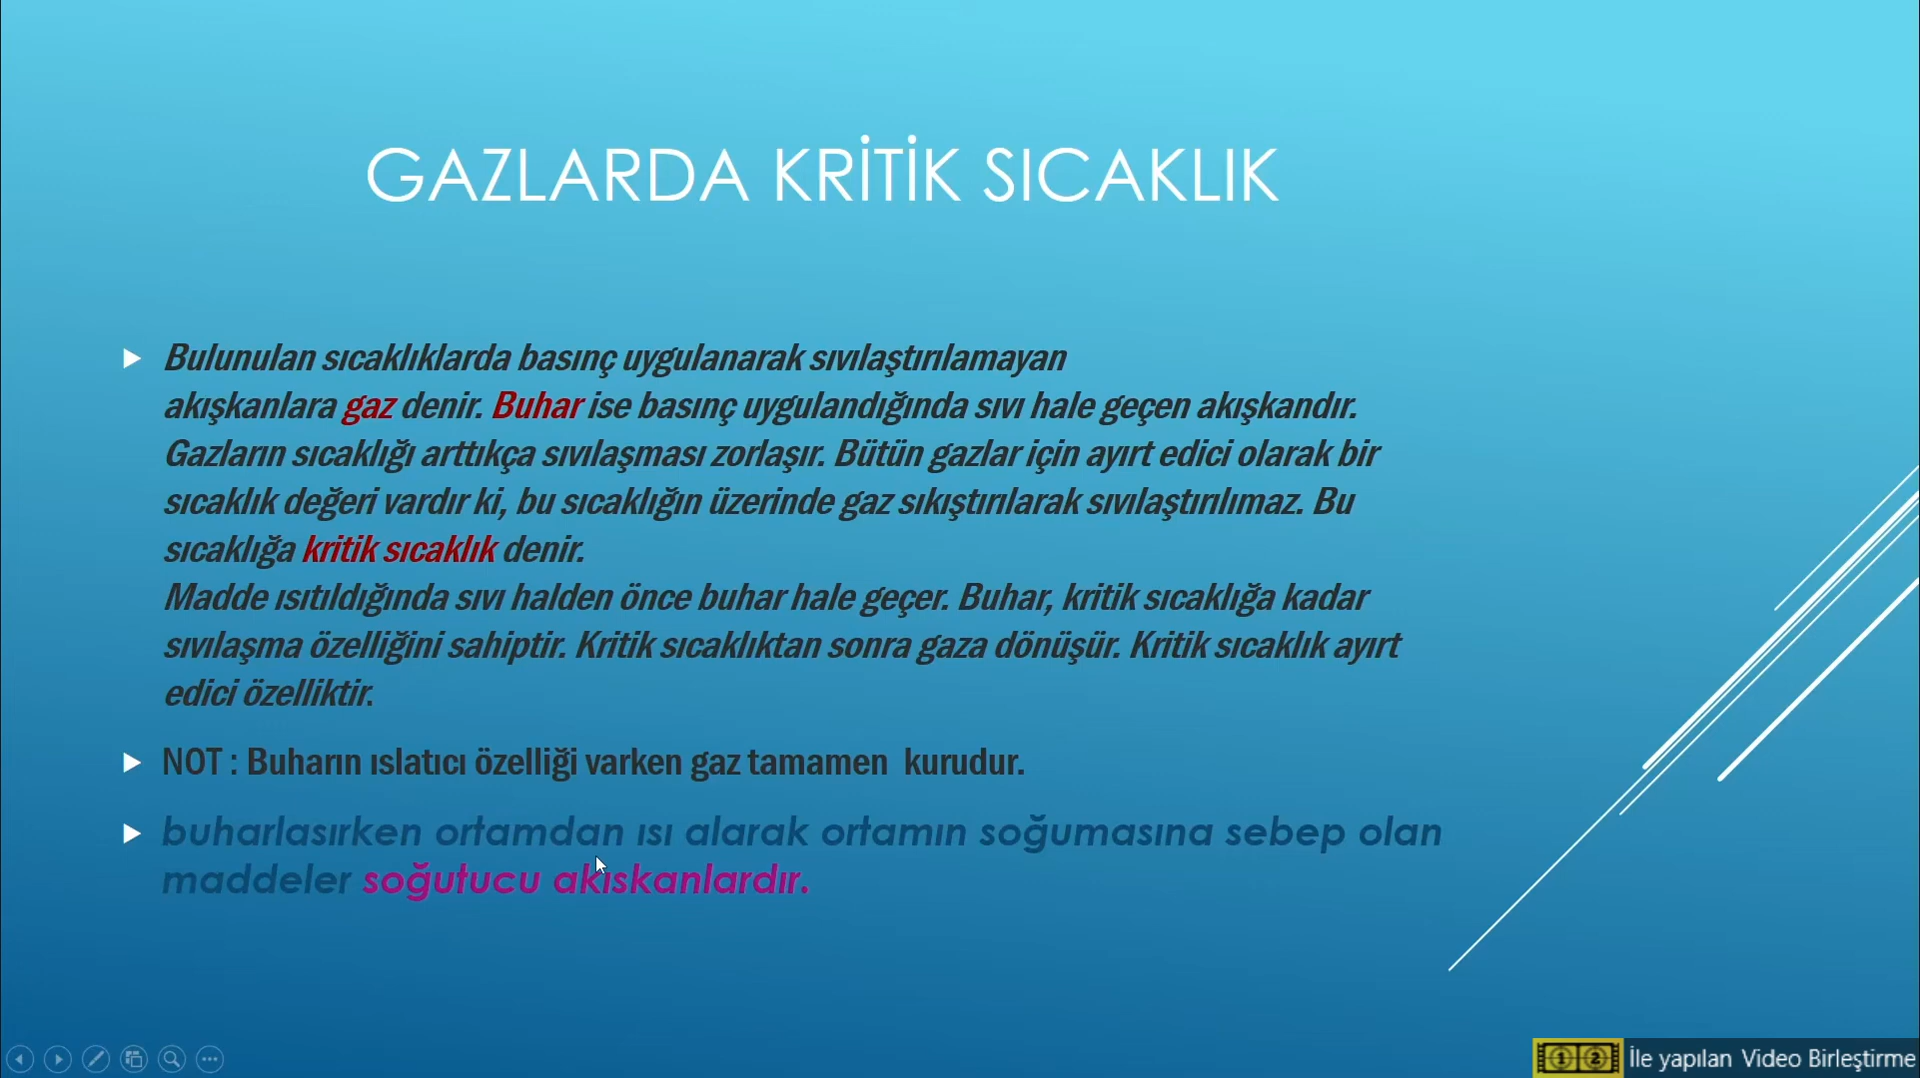 GAZLARDA KRİTİK SICAKLIK
Bulunulan sıcaklıklarda basınç uygulanarak sıvılaştırılamayan
akışkanlara gaz denir. Buhar ise basınç uygulandığında sıvı hale geçen akışkandır.
Gazların sıcaklığı arttıkça sıvılaşması zorlaşır. Bütün gazlar için ayırt edici olarak bir
sıcaklık değeri vardır ki, bu sıcaklığın üzerinde gaz sıkıştırılarak sıvılaştırılımaz. Bu
sıcaklığa kritik sıcaklık denir.
Madde ısıtıldığında sıvı halden önce buhar hale geçer. Buhar, kritik sıcaklığa kadar
sıvılaşma özelliğini sahiptir. Kritik sıcaklıktan sonra gaza dönüşür. Kritik sıcaklık ayırt
edici özelliktir.
NOT : Buharın ıslatıcı özelliği varken gaz tamamen kurudur.
buharlasırken ortamdan ısı alarak ortamın soğumasına sebep olan
maddeler soğutucu akıskanlardır.
1 2 İle yapılan Video Birleştirme